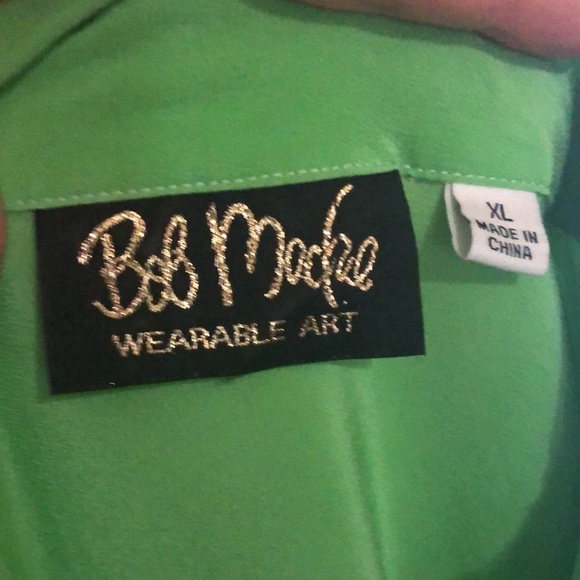 Bob Mackie
WEARABLE ART
XL
MADE IN
CHINA